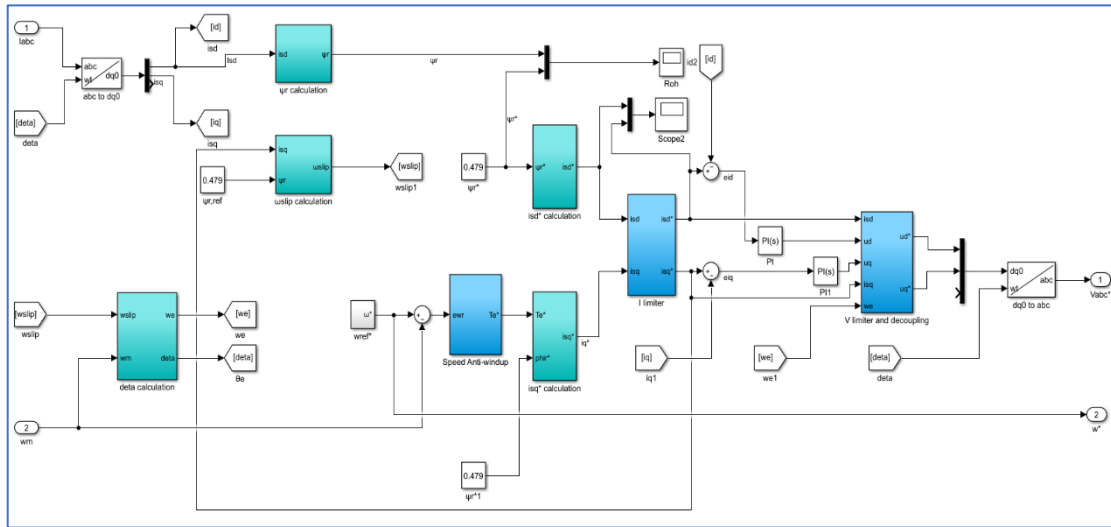 1
Iabc
[deta]
deta
abc
wt
dq0
abc to dq0
[id]
isd
Isd
isq
[iq]
isq
isd
ψr
ψr calculation
ψr
ψr*
Roh
id2
[id]
Scope2
isq
ψr
ωslip
ωslip calculation
0.479
ψr,ref
[wslip]
wslip1
0.479
ψr*
ψr*
isd*
isd* calculation
eid
isd
isd*
isq
isq*
I limiter
PI(s)
PI
eiq
PI(s)
PI1
isd
ud
uq
isq
we
ud*
uq*
V limiter and decoupling
dq0
wt
abc
dq0 to abc
1
Vabc*
[wslip]
wslip
wslip
wm
we
deta
deta calculation
[we]
we
[deta]
θe
ω*
wref*
ewr
Te*
Speed Anti-windup
Te*
phir*
isq*
iq*
isq* calculation
[iq]
iq1
[we]
we1
[deta]
deta
2
wm
2
w*
0.479
ψr*1